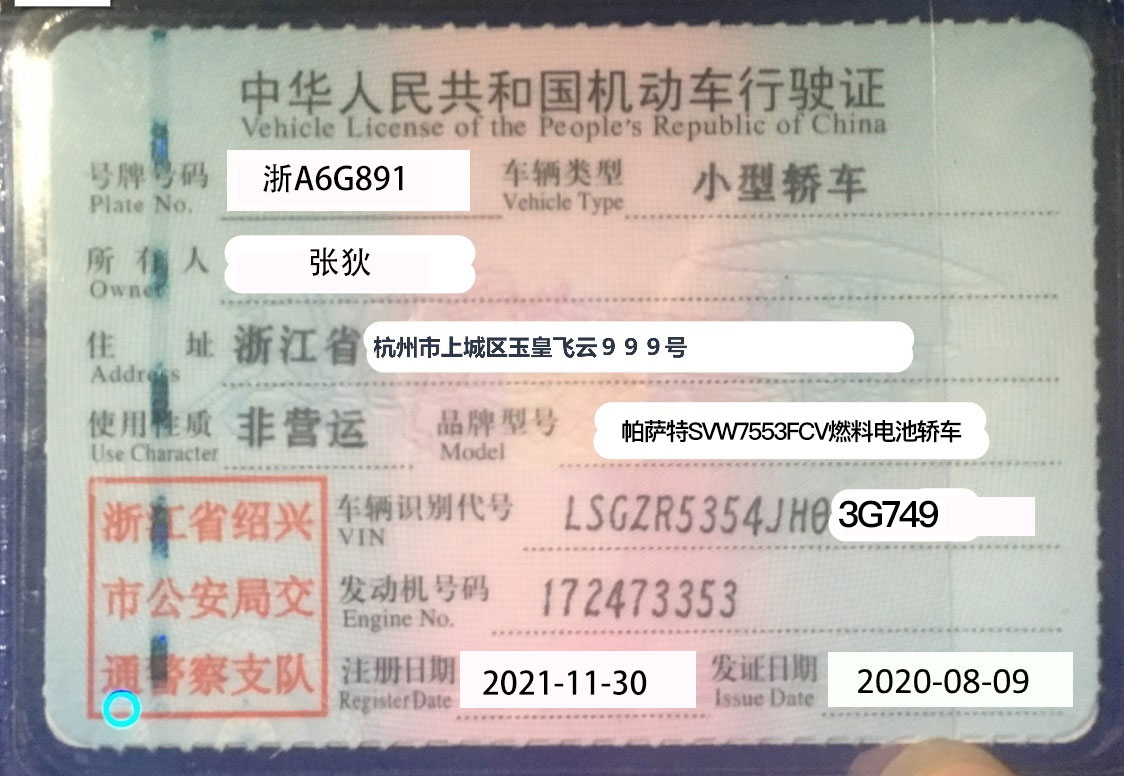 中华人民共和国机动车行驶证
Vehicle License of the People's Republic of China
号牌号码 浙A6G891 车辆类型 小型轿车
Plate No. Vehicle Type
所有人 张狄
Owner
住址 浙江省杭州市上城区玉皇飞云999号
Address
使用性质 非营运 品牌型号 帕萨特SVW7553FCV燃料电池轿车
Use Character Model
浙江省绍兴 车辆识别代号 LSGZR5354JH03G749
VIN
市公安局交 发动机号码 172473353
Engine No.
通警察支队 注册日期 2021-11-30 发证日期 2020-08-09
Register Date Issue Date